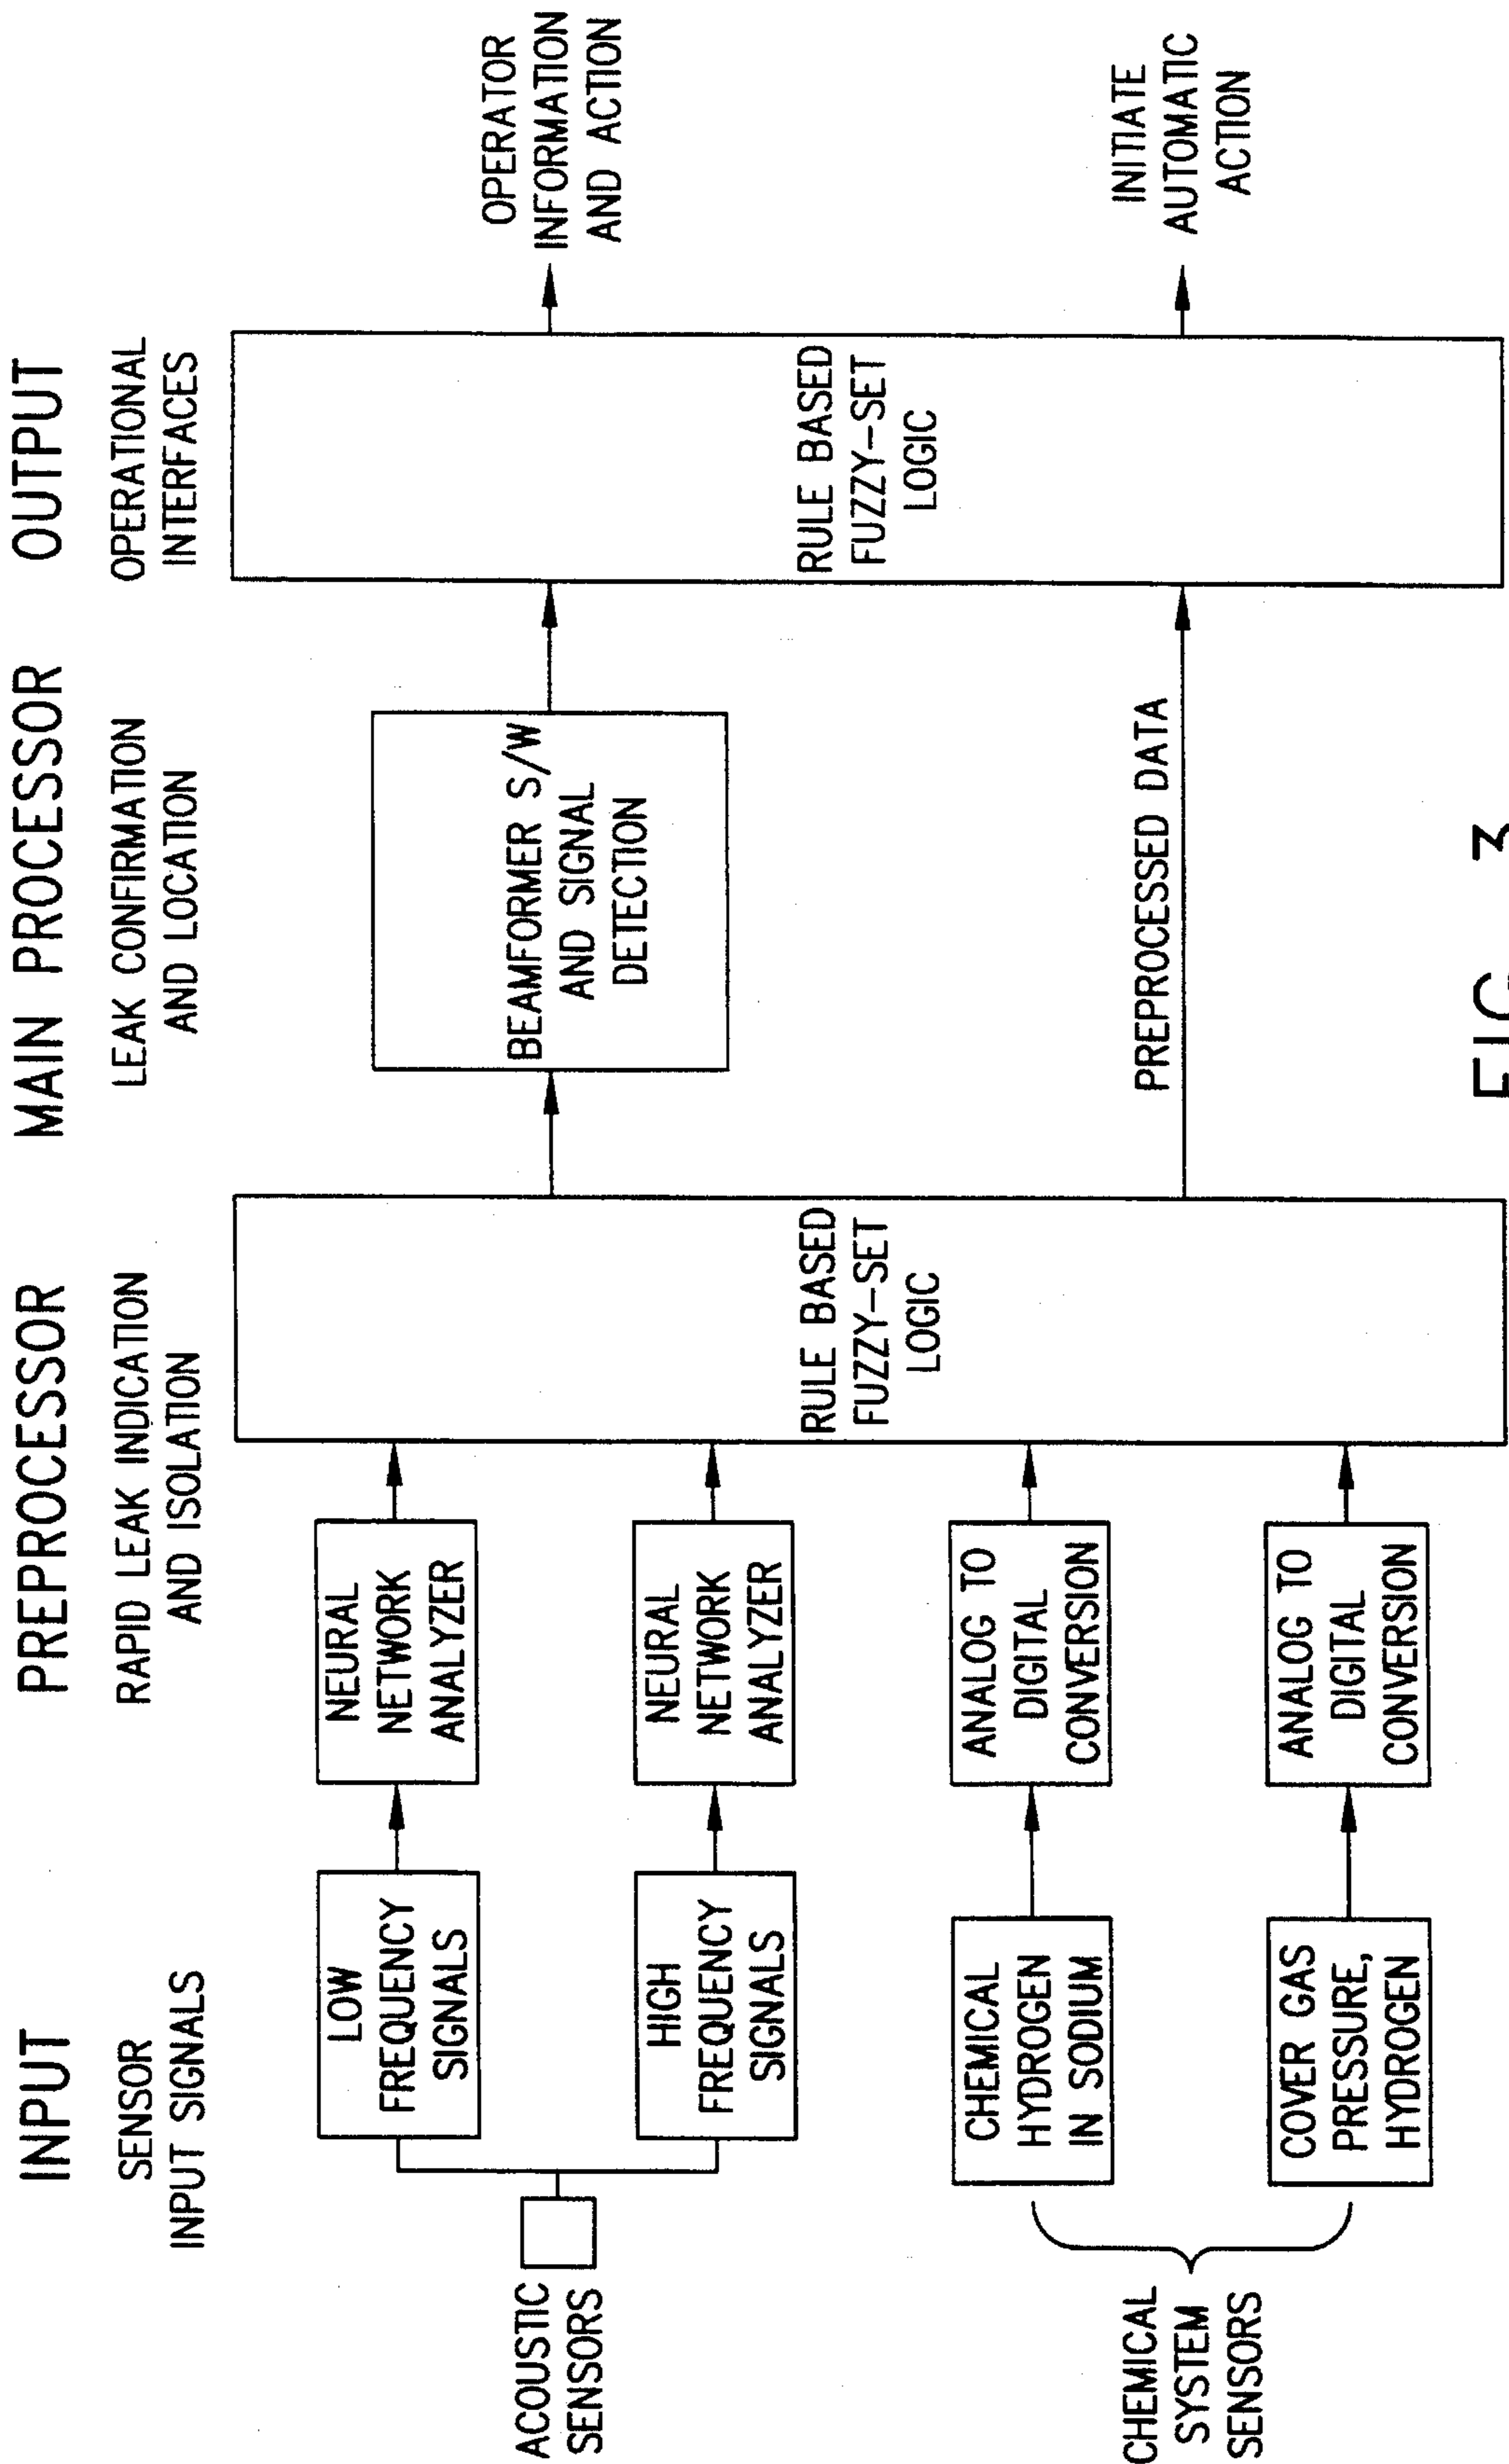 INPUT
SENSOR
INPUT SIGNALS
PREPROCESSOR
RAPID LEAK INDICATION
AND ISOLATION
MAIN PROCESSOR
LEAK CONFIRMATION
AND LOCATION
OUTPUT
OPERATIONAL
INTERFACES
ACOUSTIC
SENSORS
LOW
FREQUENCY
SIGNALS
NEURAL
NETWORK
ANALYZER
HIGH
FREQUENCY
SIGNALS
NEURAL
NETWORK
ANALYZER
CHEMICAL
SYSTEM
SENSORS
CHEMICAL
HYDROGEN
IN SODIUM
ANALOG TO
DIGITAL
CONVERSION
COVER GAS
PRESSURE,
HYDROGEN
ANALOG TO
DIGITAL
CONVERSION
RULE BASED
FUZZY-SET
LOGIC
BEAMFORMER S/W
AND SIGNAL
DETECTION
PREPROCESSED DATA
RULE BASED
FUZZY-SET
LOGIC
OPERATOR
INFORMATION
AND ACTION
INITIATE
AUTOMATIC
ACTION
FIG. 3